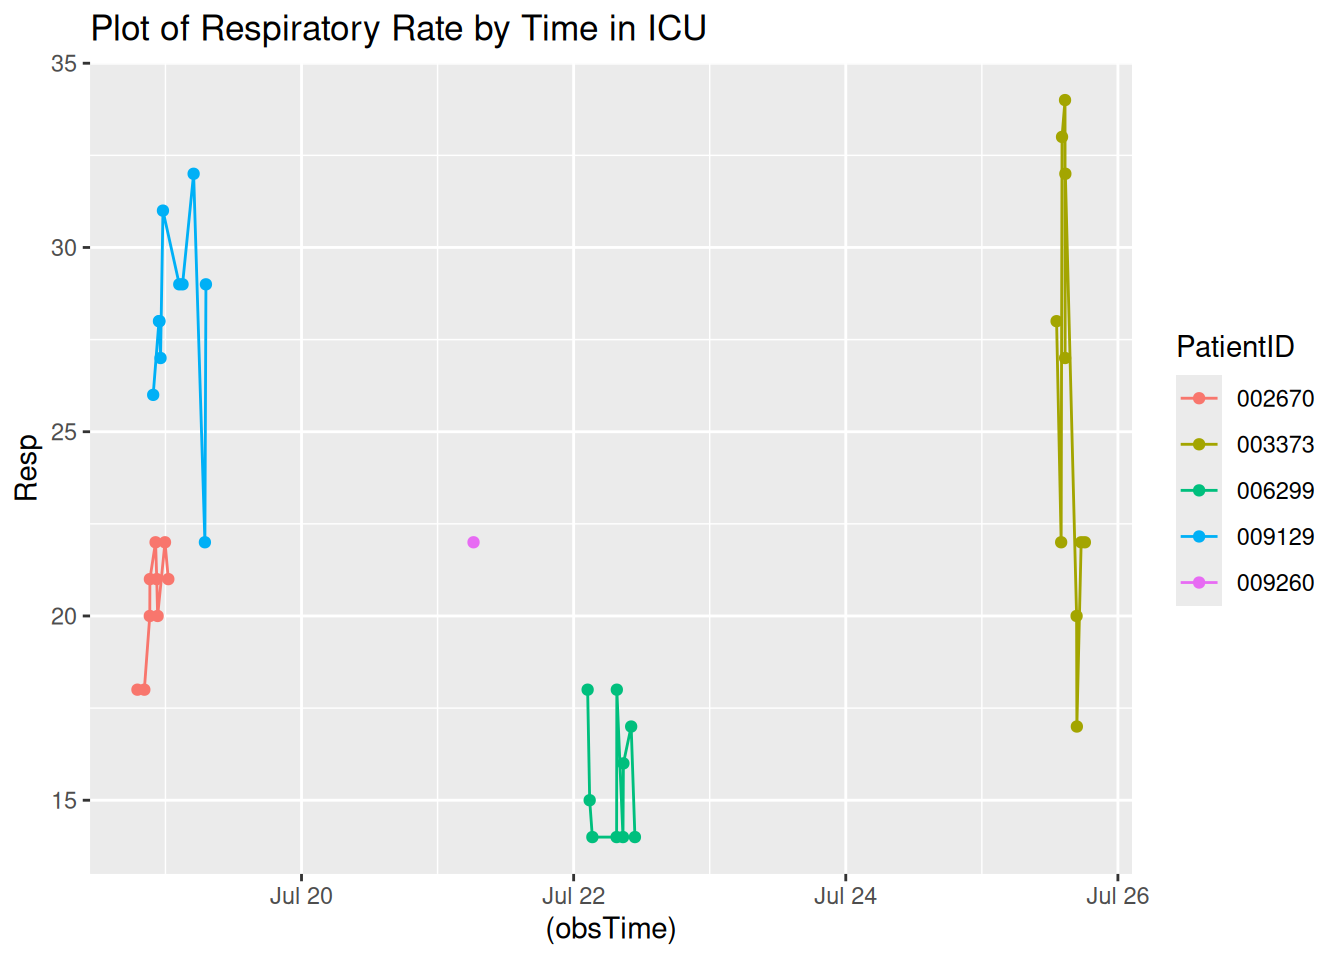 Plot of Respiratory Rate by Time in ICU
35
30
25
20
15
Resp
Jul 20
Jul 22
Jul 24
Jul 26
(obsTime)
PatientID
002670
003373
006299
009129
009260